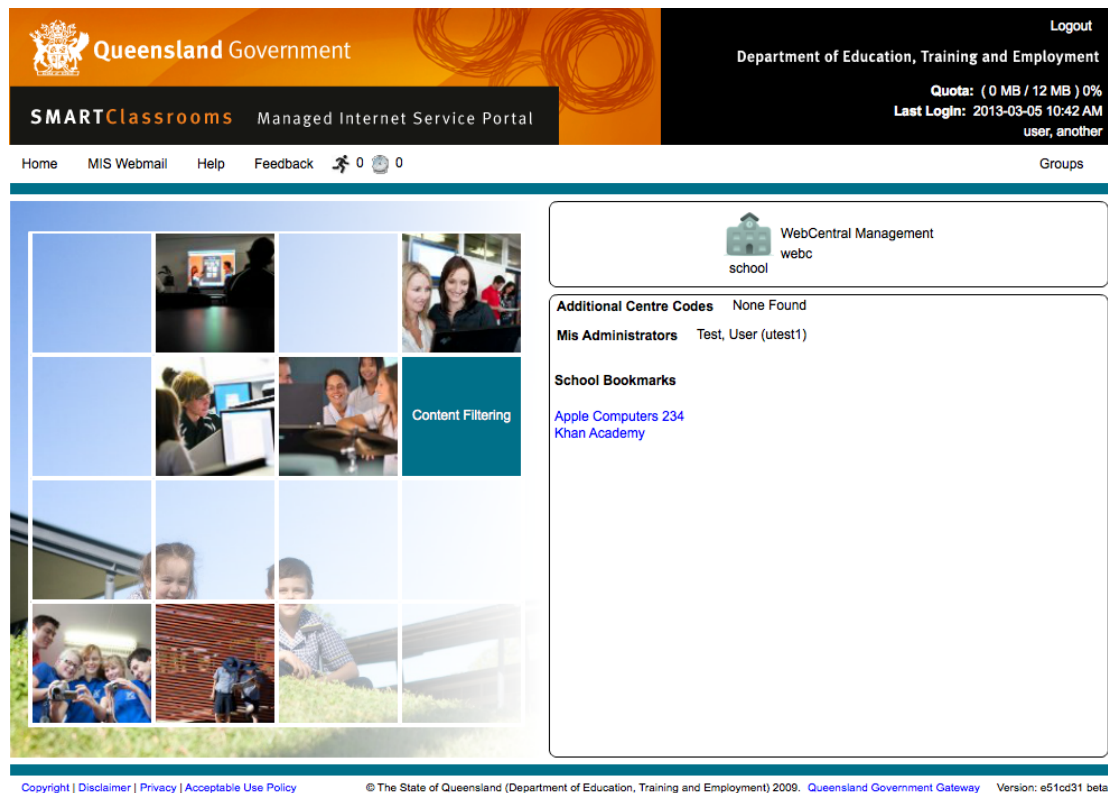 Queensland Government
Logout
Department of Education, Training and Employment
Quota: ( 0 MB / 12 MB ) 0%
Last Login: 2013-03-05 10:42 AM
user, another
SMARTClassrooms Managed Internet Service Portal
Home MIS Webmail Help Feedback 0 0 Groups
WebCentral Management
webc
school
Additional Centre Codes None Found
Mis Administrators Test, User (utest1)
School Bookmarks
Apple Computers 234
Khan Academy
Content Filtering
Copyright | Disclaimer | Privacy | Acceptable Use Policy © The State of Queensland (Department of Education, Training and Employment) 2009. Queensland Government Gateway Version: e51cd31 beta